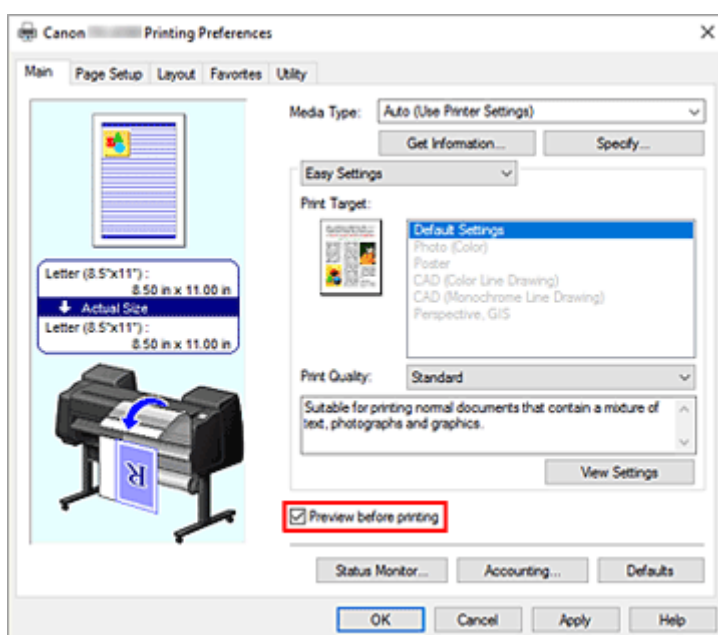 Canon Printing Preferences
Main Page Setup Layout Favorites Utility
Media Type: Auto (Use Printer Settings)
Get Information... Specify...
Easy Settings
Print Target:
Default Settings
Photo (Color)
Poster
CAD (Color Line Drawing)
CAD (Monochrome Line Drawing)
Perspective, GIS
Letter (8.5"x11") :
8.50 in x 11.00 in
Actual Size
Letter (8.5"x11") :
8.50 in x 11.00 in
R
Print Quality: Standard
Suitable for printing normal documents that contain a mixture of
text, photographs and graphics.
View Settings
Preview before printing
Status Monitor... Accounting... Defaults
OK Cancel Apply Help